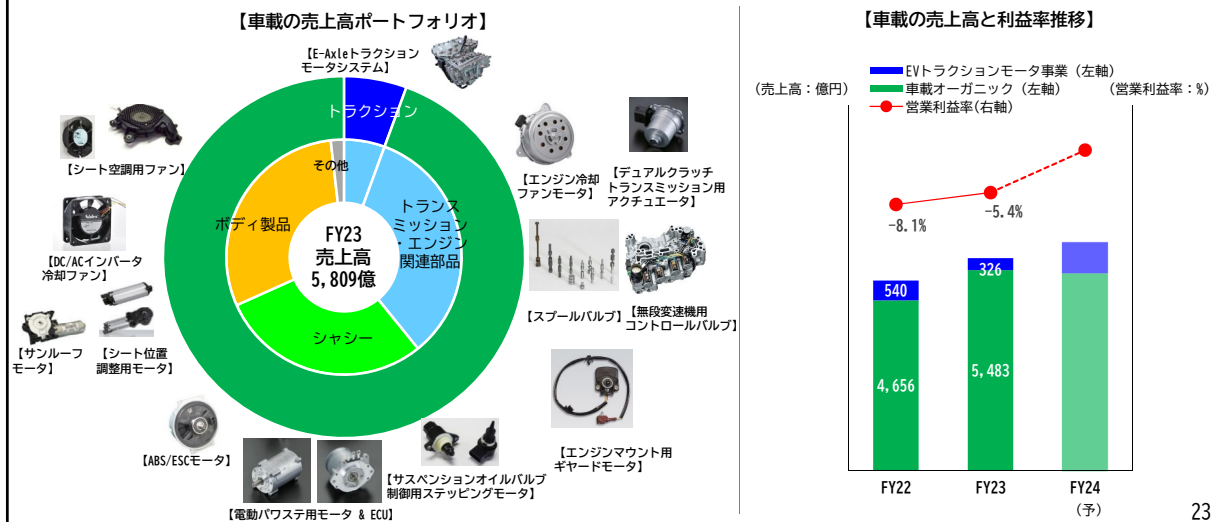 【車載の売上高ポートフォリオ】
【E-Axleトラクション
モータシステム】
トラクション
【シート空調用ファン】
【エンジン冷却
ファンモータ】
【デュアルクラッチ
トランスミッション用
アクチュエータ】
その他
ボディ製品
トランス
ミッション
・エンジン
関連部品
FY23
売上高
5,809億
シャシー
【DC/ACインバータ
冷却ファン】
【スプールバルブ】
【無段変速機用
コントロールバルブ】
【サンルーフ
モータ】
【シート位置
調整用モータ】
【ABS/ESCモータ】
【エンジンマウント用
ギヤードモータ】
【サスペンションオイルバルブ
制御用ステッピングモータ】
【電動パワステ用モータ & ECU】
【車載の売上高と利益率推移】
(売上高:億円)
EVトラクションモータ事業(左軸)
車載オーガニック(左軸)
営業利益率(右軸)
(営業利益率:%)
-8.1%
-5.4%
540
326
4,656
5,483
FY22
FY23
FY24
(予)
23